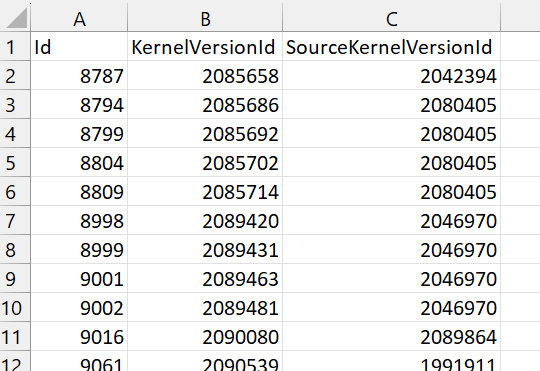 A B C
1 Id KernelVersionId SourceKernelVersionId
2 8787 2085658 2042394
3 8794 2085686 2080405
4 8799 2085692 2080405
5 8804 2085702 2080405
6 8809 2085714 2080405
7 8998 2089420 2046970
8 8999 2089431 2046970
9 9001 2089463 2046970
10 9002 2089481 2046970
11 9016 2090080 2089864
12 9061 2090539 1991911